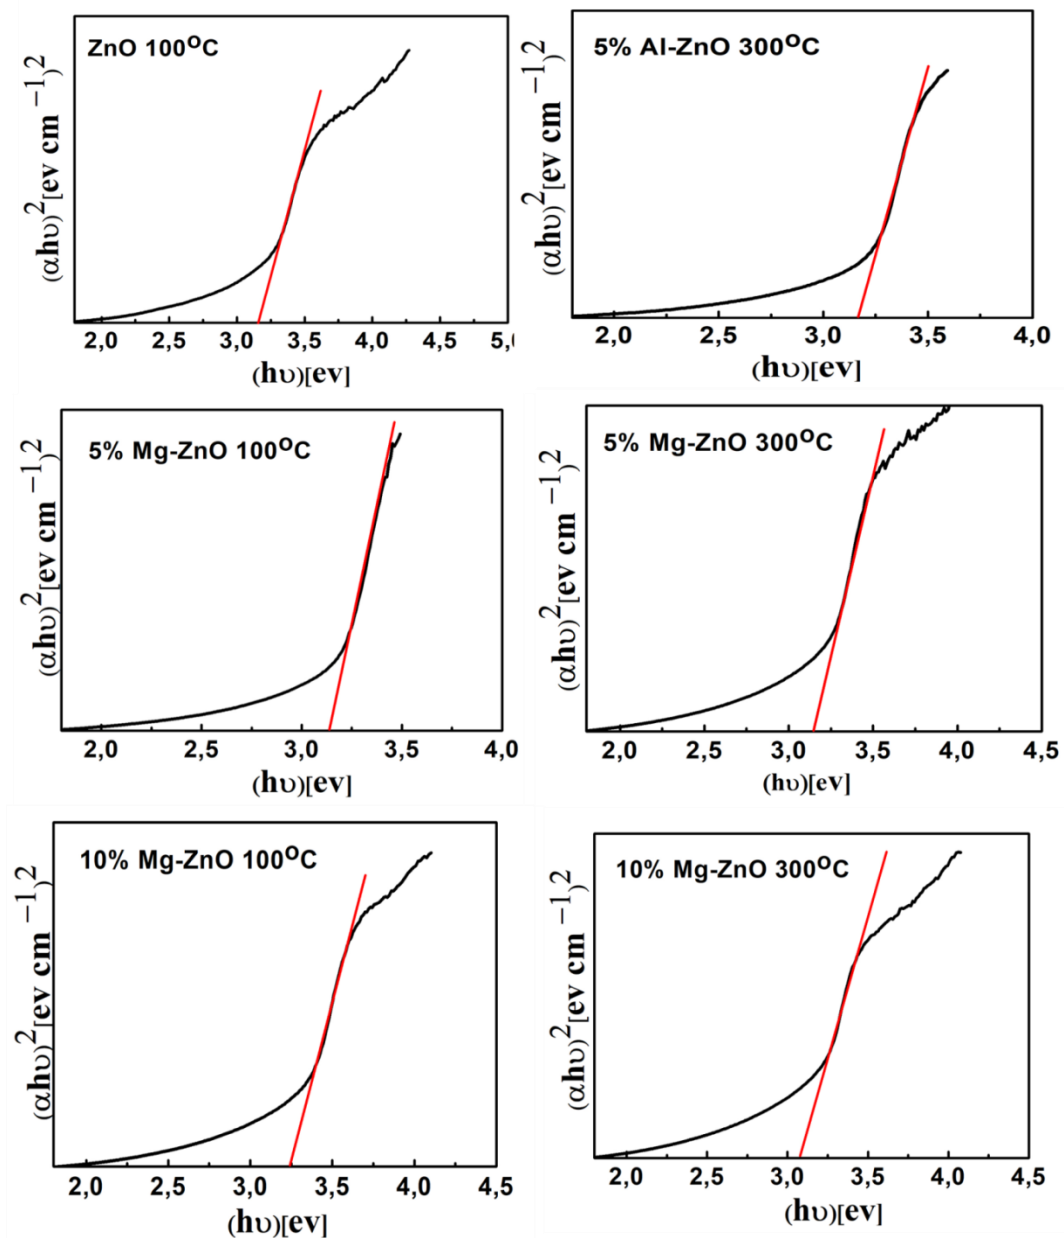 ZnO 100°C
(αhυ)²[ev cm ⁻¹)²
2,0 2,5 3,0 3,5 4,0 4,5 5,0
(hυ)[ev]
5% Al-ZnO 300°C
(αhυ)²[ev cm ⁻¹)²
2,0 2,5 3,0 3,5 4,0
(hυ)[ev]
5% Mg-ZnO 100°C
(αhυ)²[ev cm ⁻¹)²
2,0 2,5 3,0 3,5 4,0
(hυ)[ev]
5% Mg-ZnO 300°C
(αhυ)²[ev cm ⁻¹)²
2,0 2,5 3,0 3,5 4,0 4,5
(hυ)[ev]
10% Mg-ZnO 100°C
(αhυ)²[ev cm ⁻¹)²
2,0 2,5 3,0 3,5 4,0 4,5
(hυ)[ev]
10% Mg-ZnO 300°C
(αhυ)²[ev cm ⁻¹)²
2,0 2,5 3,0 3,5 4,0 4,5
(hυ)[ev]